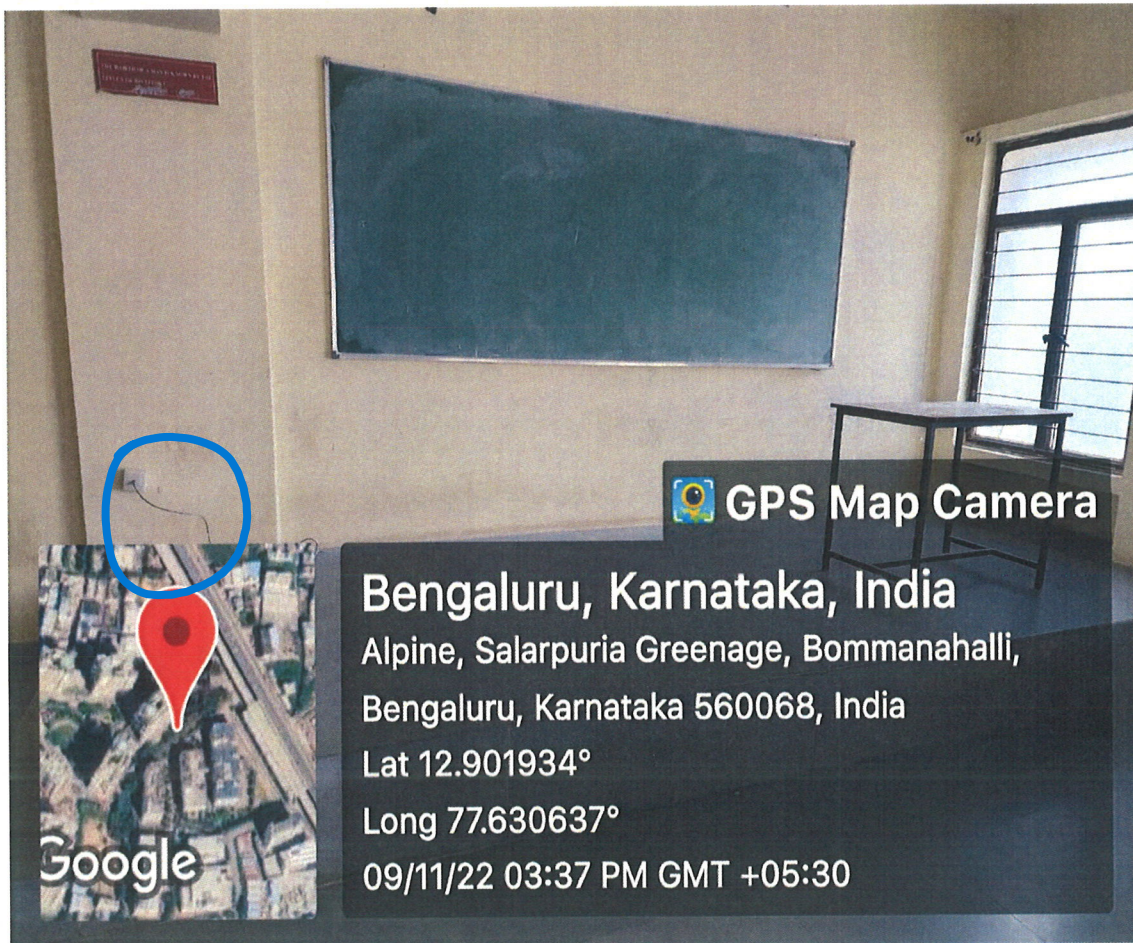 GPS Map Camera
Bengaluru, Karnataka, India
Alpine, Salarpuria Greenage, Bommanahalli,
Bengaluru, Karnataka 560068, India
Lat 12.901934°
Long 77.630637°
09/11/22 03:37 PM GMT +05:30
Google